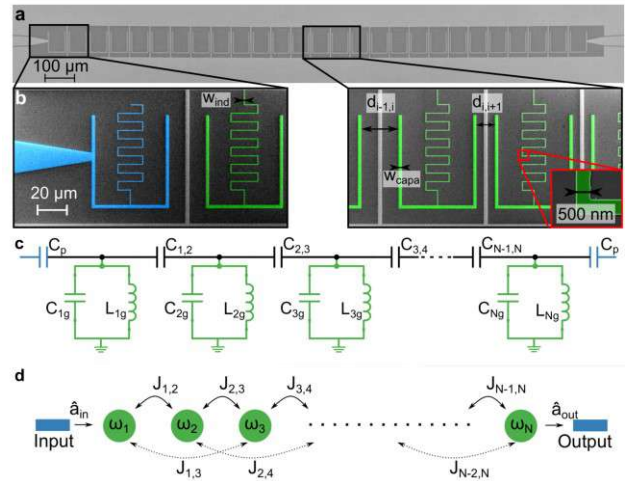 a
100 µm
b
w_ind
20 µm
d_i-1,i
d_i,i+1
w_capa
500 nm
c
C_p
C_1,2
C_2,3
C_3,4
C_N-1,N
C_p
C_1g
L_1g
C_2g
L_2g
C_3g
L_3g
C_Ng
L_Ng
d
J_1,2
J_2,3
J_3,4
J_N-1,N
â_in
ω_1
ω_2
ω_3
ω_N
â_out
Input
Output
J_1,3
J_2,4
J_N-2,N